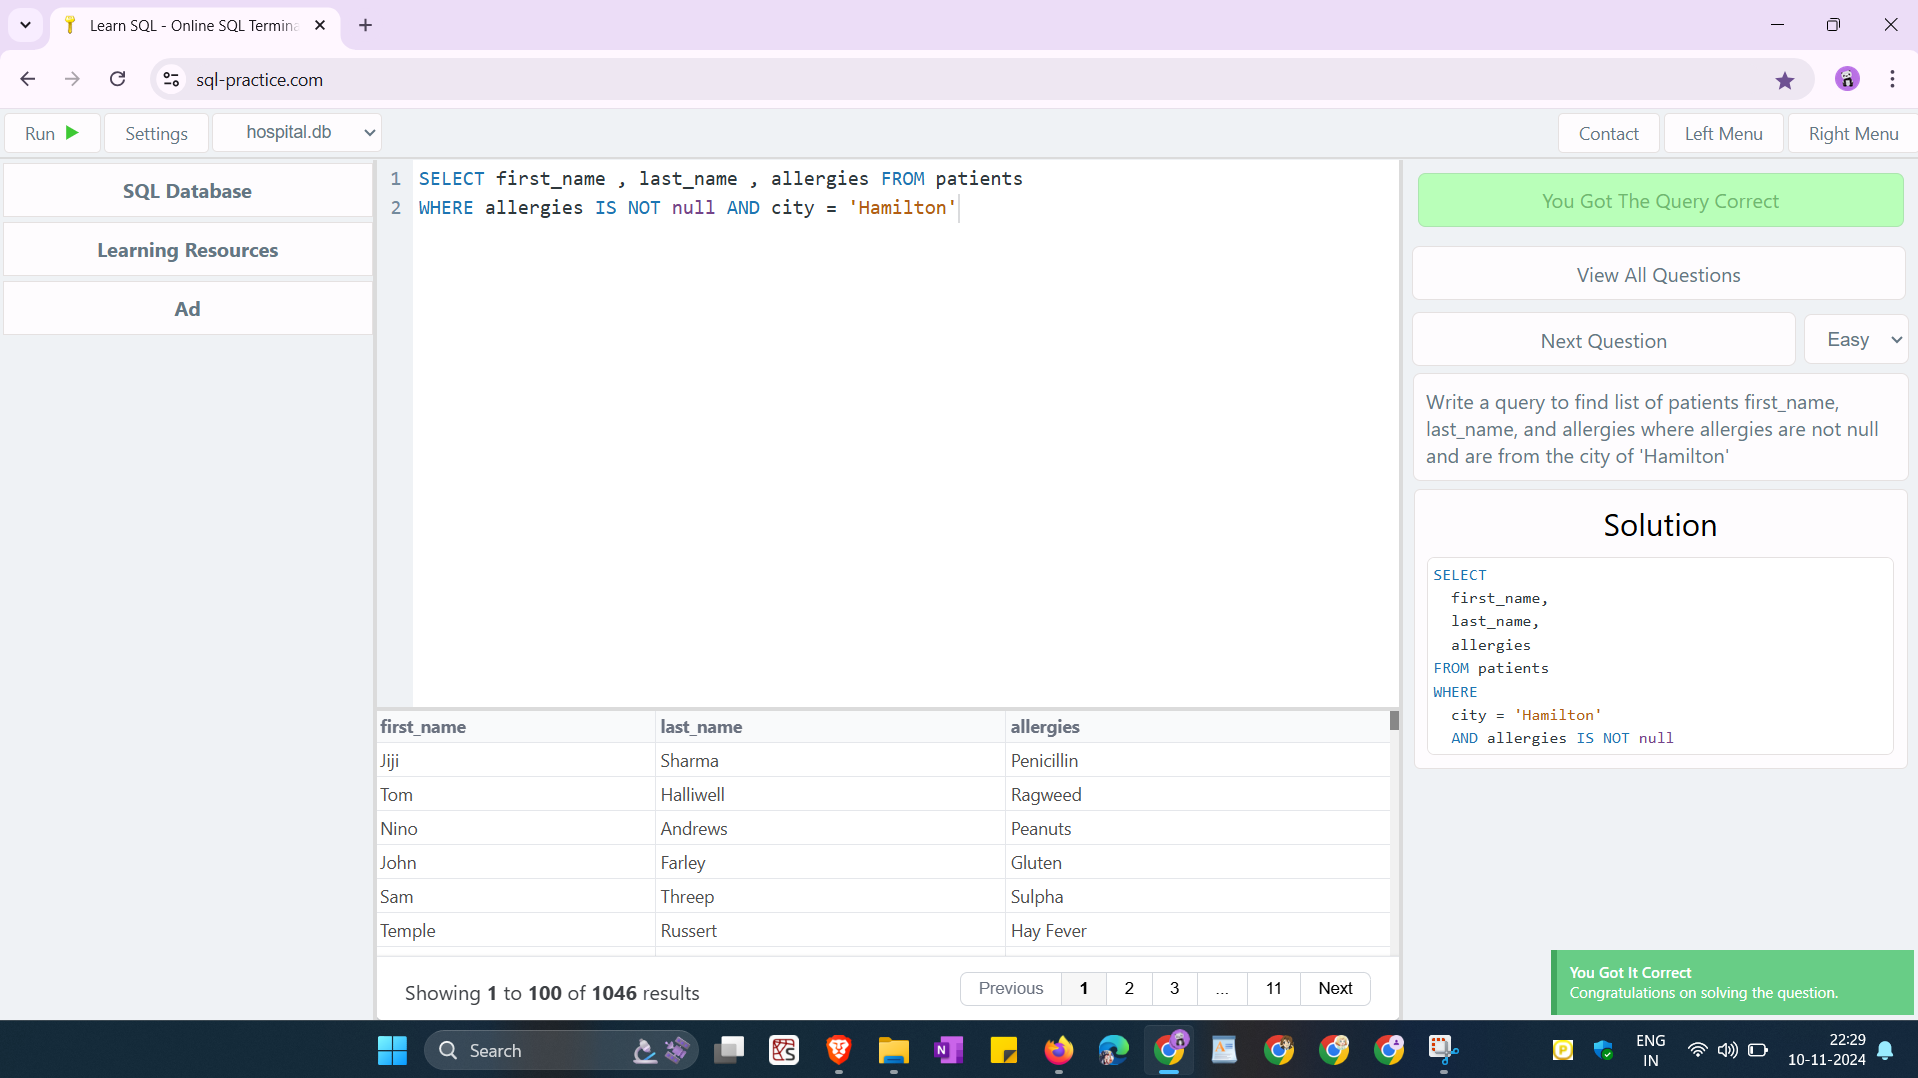 Learn SQL - Online SQL Termina
sql-practice.com
Run
Settings
hospital.db
Contact
Left Menu
Right Menu
SQL Database
Learning Resources
Ad
1 SELECT first_name , last_name , allergies FROM patients
2 WHERE allergies IS NOT null AND city = 'Hamilton'
You Got The Query Correct
View All Questions
Next Question
Easy
Write a query to find list of patients first_name,
last_name, and allergies where allergies are not null
and are from the city of 'Hamilton'
Solution
SELECT
first_name,
last_name,
allergies
FROM patients
WHERE
city = 'Hamilton'
AND allergies IS NOT null
first_name last_name allergies
Jiji Sharma Penicillin
Tom Halliwell Ragweed
Nino Andrews Peanuts
John Farley Gluten
Sam Threep Sulpha
Temple Russert Hay Fever
Showing 1 to 100 of 1046 results
Previous 1 2 3 ... 11 Next
You Got It Correct
Congratulations on solving the question.
Search
ENG
IN
22:29
10-11-2024